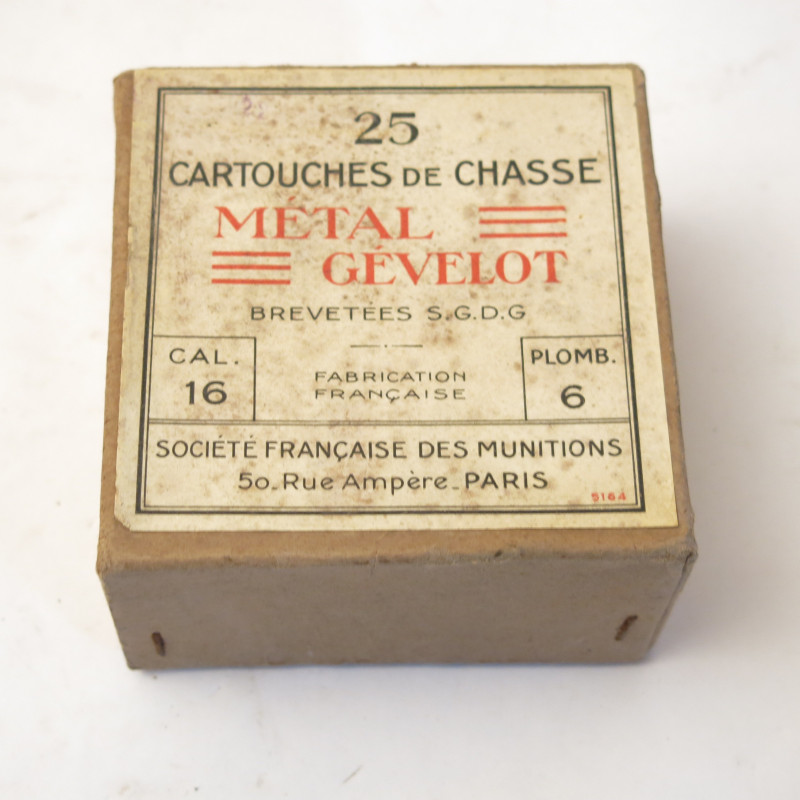 25
CARTOUCHES DE CHASSE
MÉTAL
GÉVELOT
BREVETÉES S.G.D.G
CAL.
16
FABRICATION
FRANÇAISE
PLOMB.
6
SOCIÉTÉ FRANÇAISE DES MUNITIONS
50_Rue Ampère_PARIS
5164